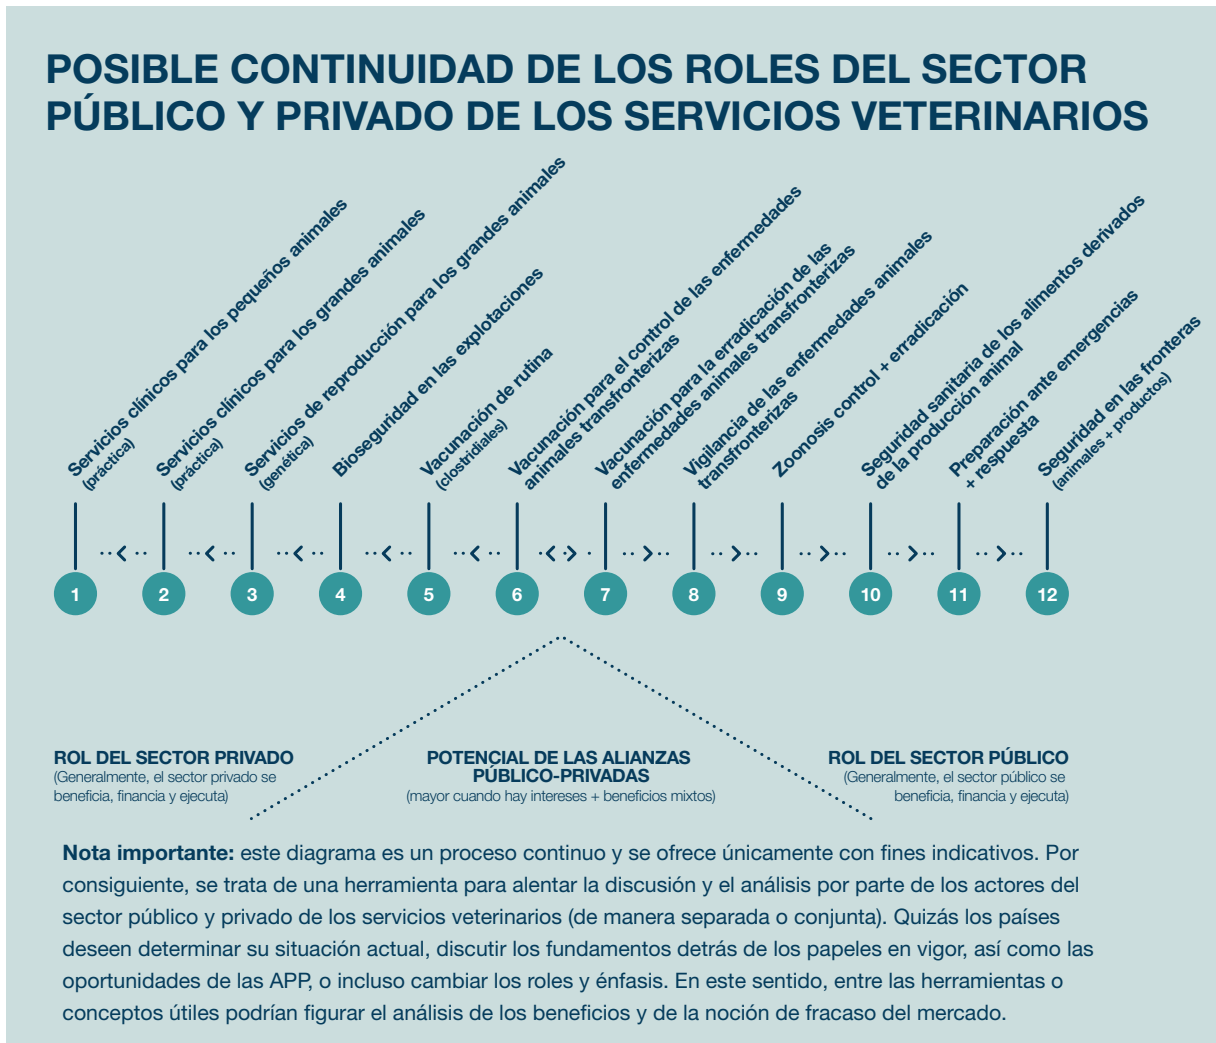 POSIBLE CONTINUIDAD DE LOS ROLES DEL SECTOR
PÚBLICO Y PRIVADO DE LOS SERVICIOS VETERINARIOS
Servicios clínicos para los pequeños animales
(práctica)
Servicios clínicos para los grandes animales
(práctica)
Servicios de reproducción para los grandes animales
(genética)
Bioseguridad en las explotaciones
Vacunación de rutina
(clostridiales)
Vacunación para el control de las enfermedades
animales transfronterizas
Vacunación para la erradicación de las
enfermedades animales transfronterizas
Vigilancia de las enfermedades animales
transfronterizas
Zoonosis control + erradicación
Seguridad sanitaria de los alimentos derivados
de la producción animal
Preparación ante emergencias
+ respuesta
Seguridad en las fronteras
(animales + productos)
1 2 3 4 5 6 7 8 9 10 11 12
ROL DEL SECTOR PRIVADO
(Generalmente, el sector privado se
beneficia, financia y ejecuta)
POTENCIAL DE LAS ALIANZAS
PÚBLICO-PRIVADAS
(mayor cuando hay intereses + beneficios mixtos)
ROL DEL SECTOR PÚBLICO
(Generalmente, el sector público se
beneficia, financia y ejecuta)
Nota importante: este diagrama es un proceso continuo y se ofrece únicamente con fines indicativos. Por
consiguiente, se trata de una herramienta para alentar la discusión y el análisis por parte de los actores del
sector público y privado de los servicios veterinarios (de manera separada o conjunta). Quizás los países
deseen determinar su situación actual, discutir los fundamentos detrás de los papeles en vigor, así como las
oportunidades de las APP, o incluso cambiar los roles y énfasis. En este sentido, entre las herramientas o
conceptos útiles podrían figurar el análisis de los beneficios y de la noción de fracaso del mercado.